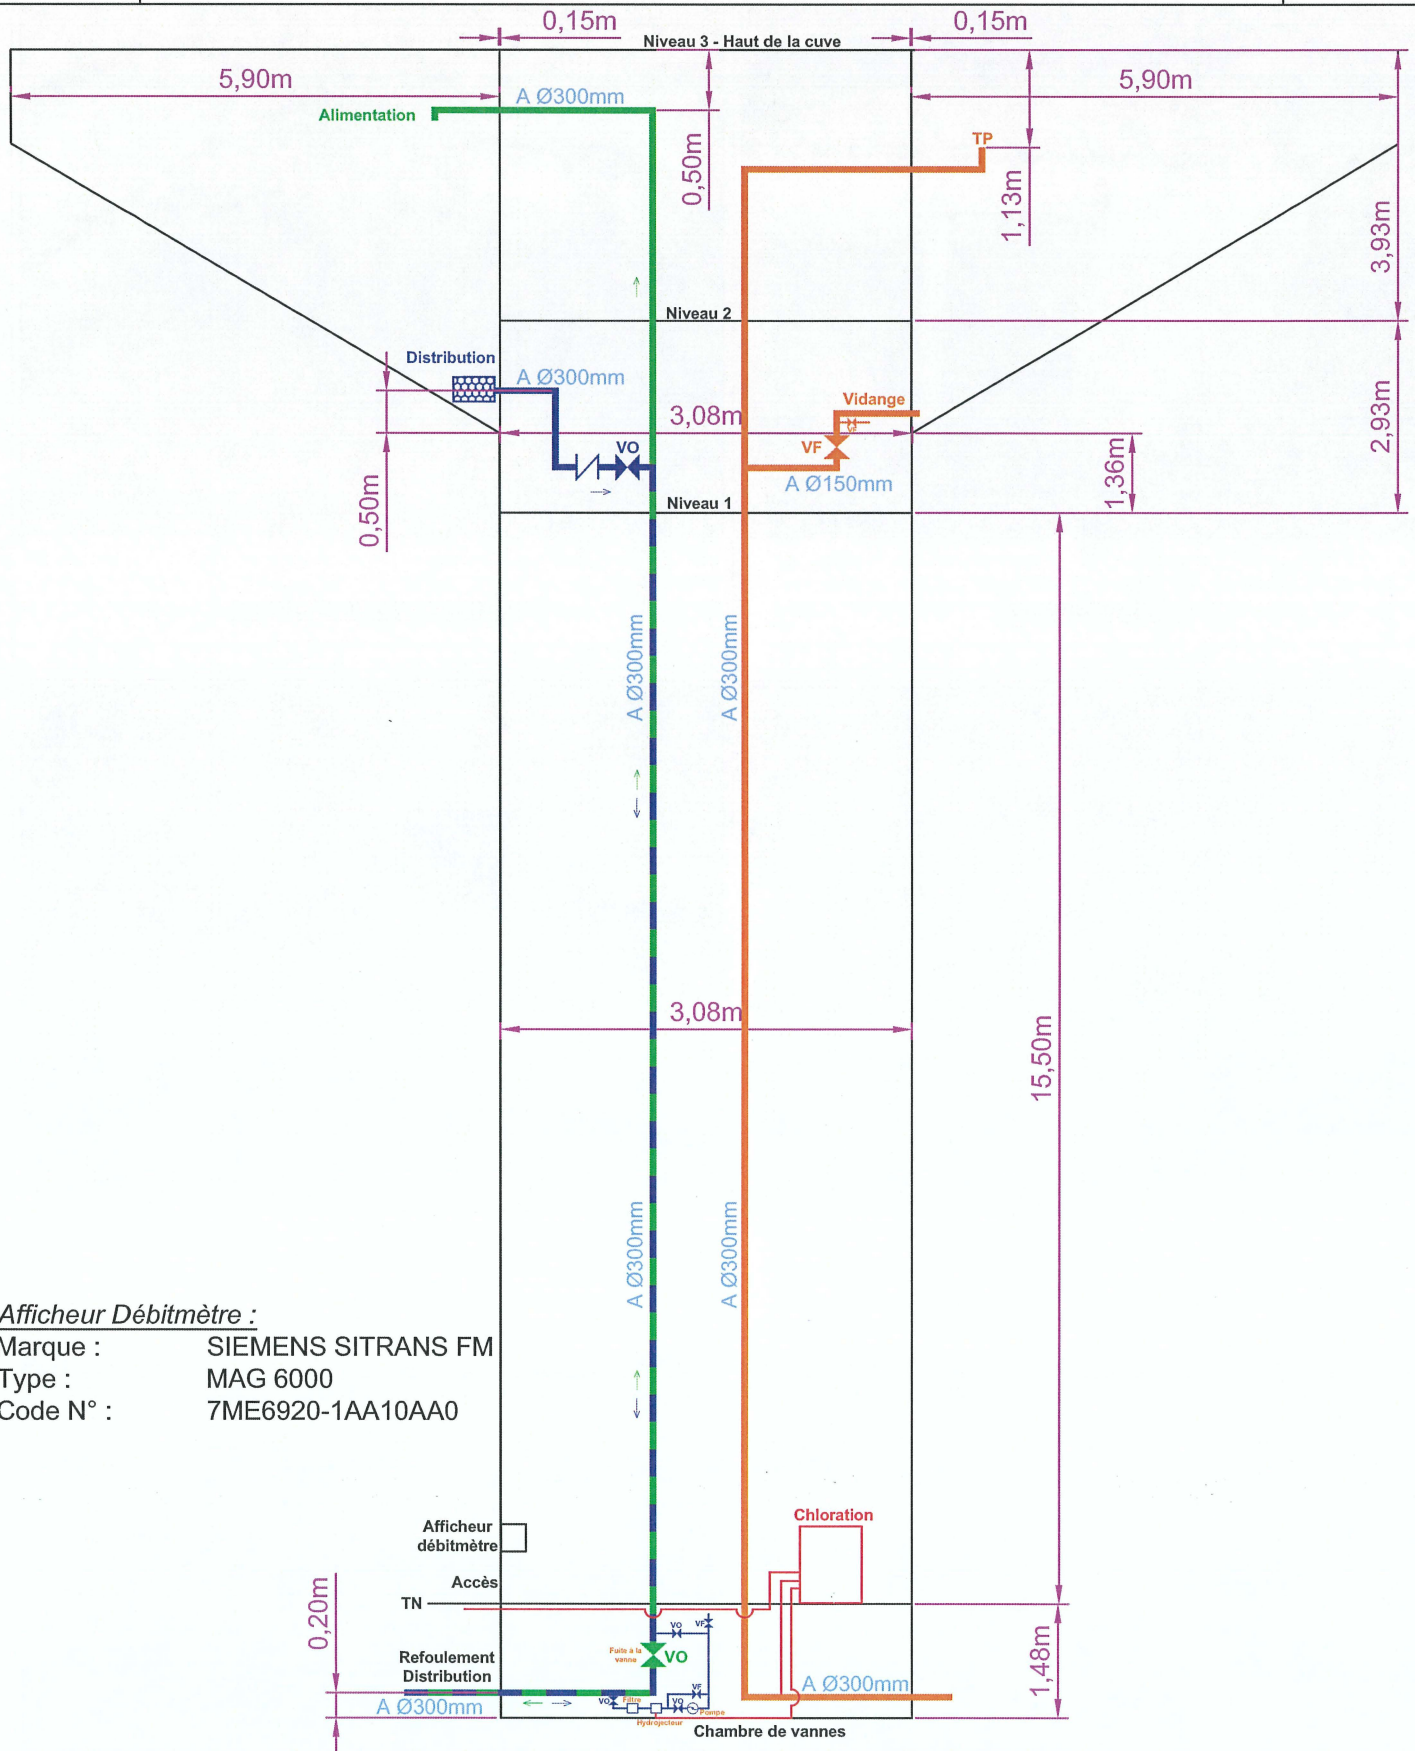 0,15m
0,15m
Niveau 3 - Haut de la cuve
5,90m
5,90m
A Ø300mm
Alimentation
0,50m
TP
1,13m
3,93m
Niveau 2
Distribution
A Ø300mm
Vidange
3,08m
VF
VO
VF
2,93m
1,36m
A Ø150mm
0,50m
Niveau 1
A Ø300mm
A Ø300mm
3,08m
15,50m
A Ø300mm
A Ø300mm
Afficheur Débitmètre :
Marque : SIEMENS SITRANS FM
Type : MAG 6000
Code N° : 7ME6920-1AA10AA0
Chloration
Afficheur
débitmètre
Accès
TN
0,20m
VO
VF
Fuite à la
vanne
VO
Refoulement
Distribution
1,48m
A Ø300mm
VF
A Ø300mm
VO
Filtre
VO
Pompe
Hydrojecteur
Chambre de vannes